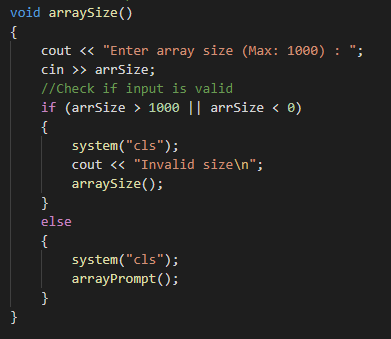 void arraySize()
{
    cout << "Enter array size (Max: 1000) : ";
    cin >> arrSize;
    //Check if input is valid
    if (arrSize > 1000 || arrSize < 0)
    {
        system("cls");
        cout << "Invalid size\n";
        arraySize();
    }
    else
    {
        system("cls");
        arrayPrompt();
    }
}